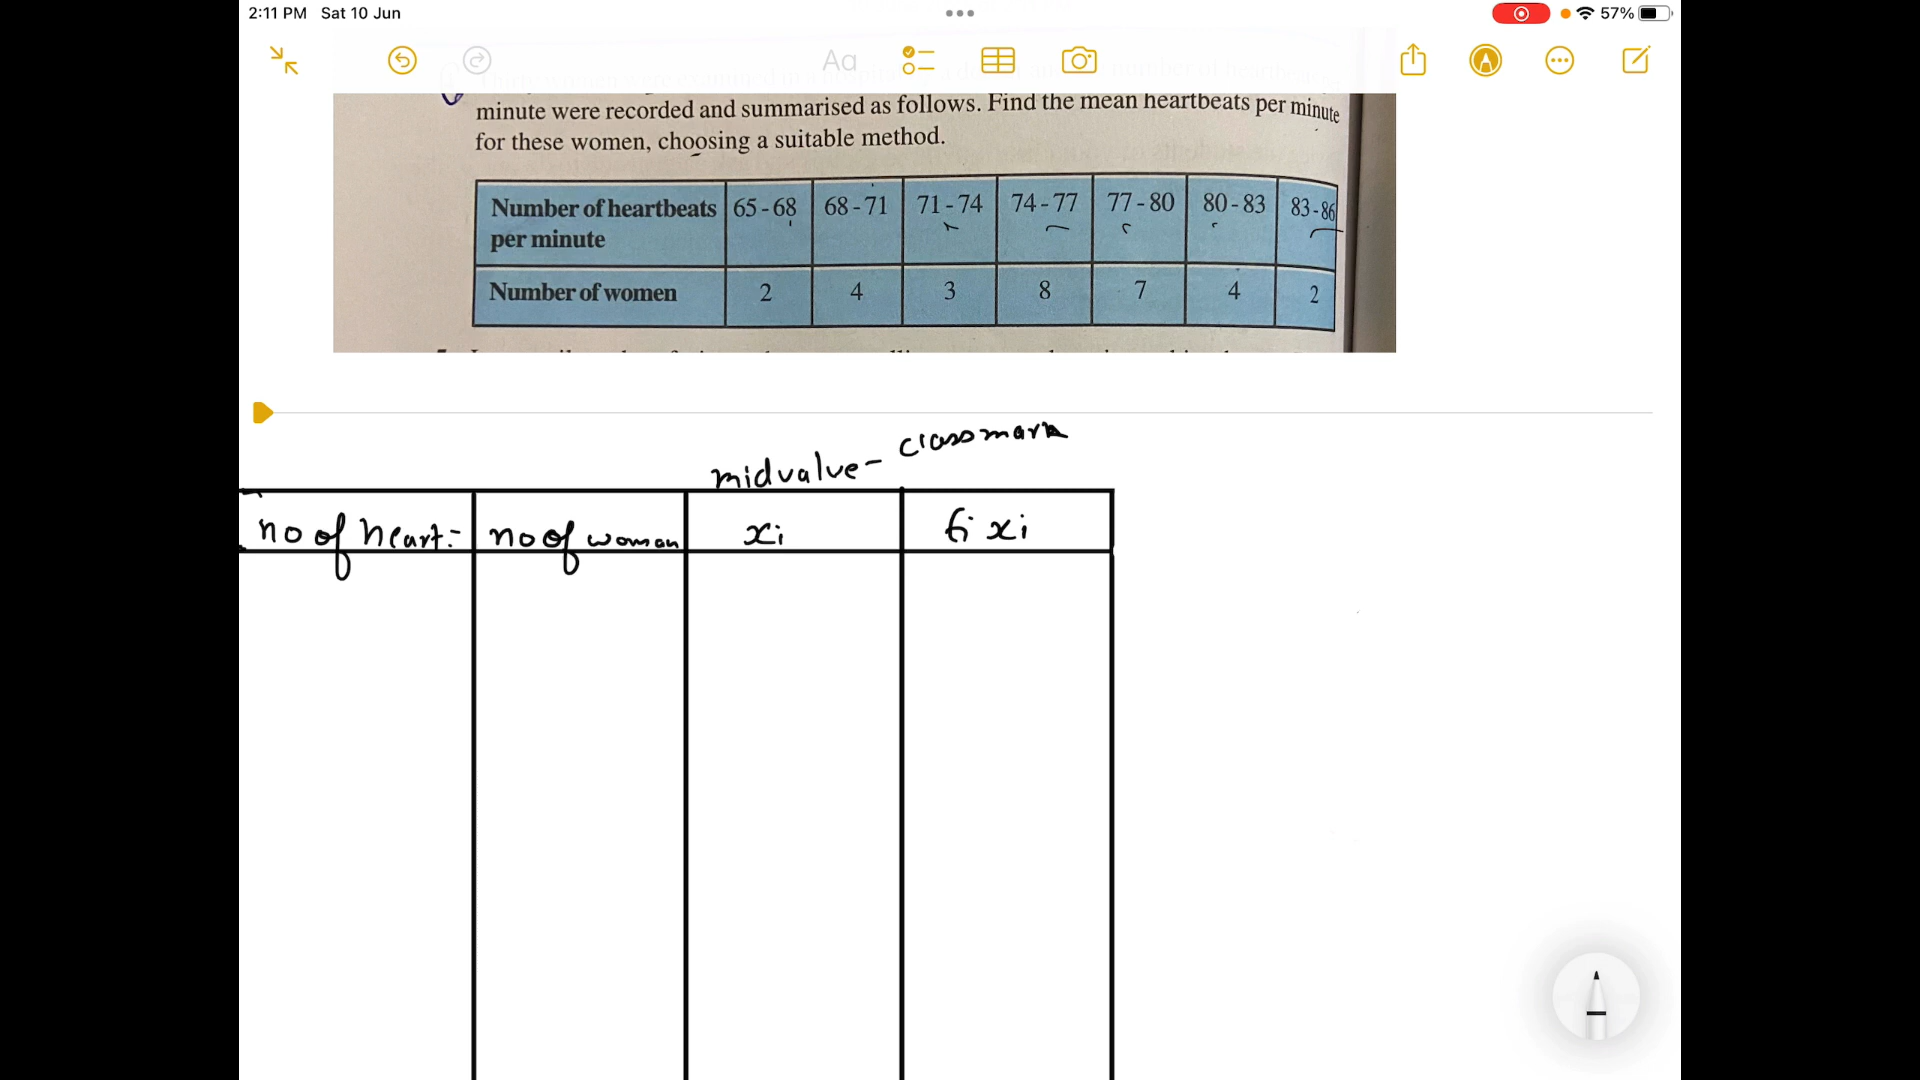 2:11 PM Sat 10 Jun
57%
Aa
minute were recorded and summarised as follows. Find the mean heartbeats per minute
for these women, choosing a suitable method.
Number of heartbeats per minute 65-68 68-71 71-74 74-77 77-80 80-83 83-86
Number of women 2 4 3 8 7 4 2
midvalue- classmark
no of heart:- no of woman xi fi xi